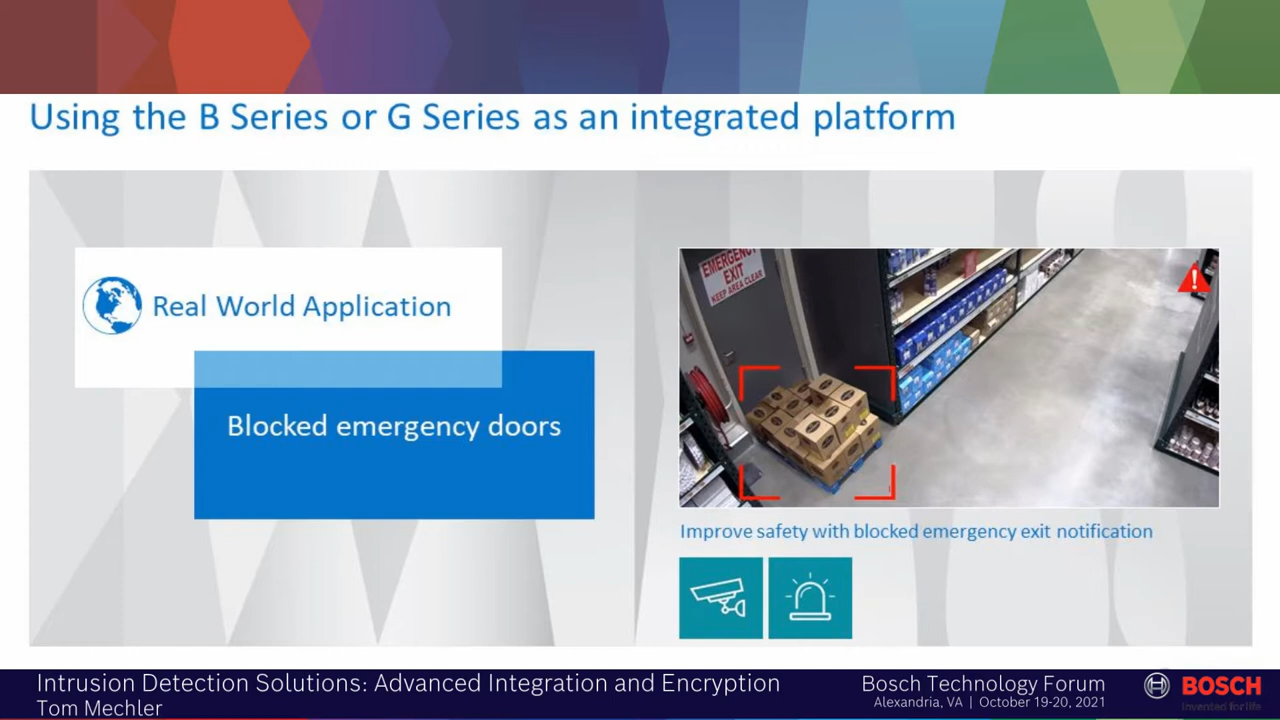 Using the B Series or G Series as an integrated platform
Real World Application
Blocked emergency doors
EMERGENCY
EXIT
KEEP AREA CLEAR
Improve safety with blocked emergency exit notification
Intrusion Detection Solutions: Advanced Integration and Encryption
Tom Mechler
Bosch Technology Forum
Alexandria, VA | October 19-20, 2021
BOSCH
Invented for life